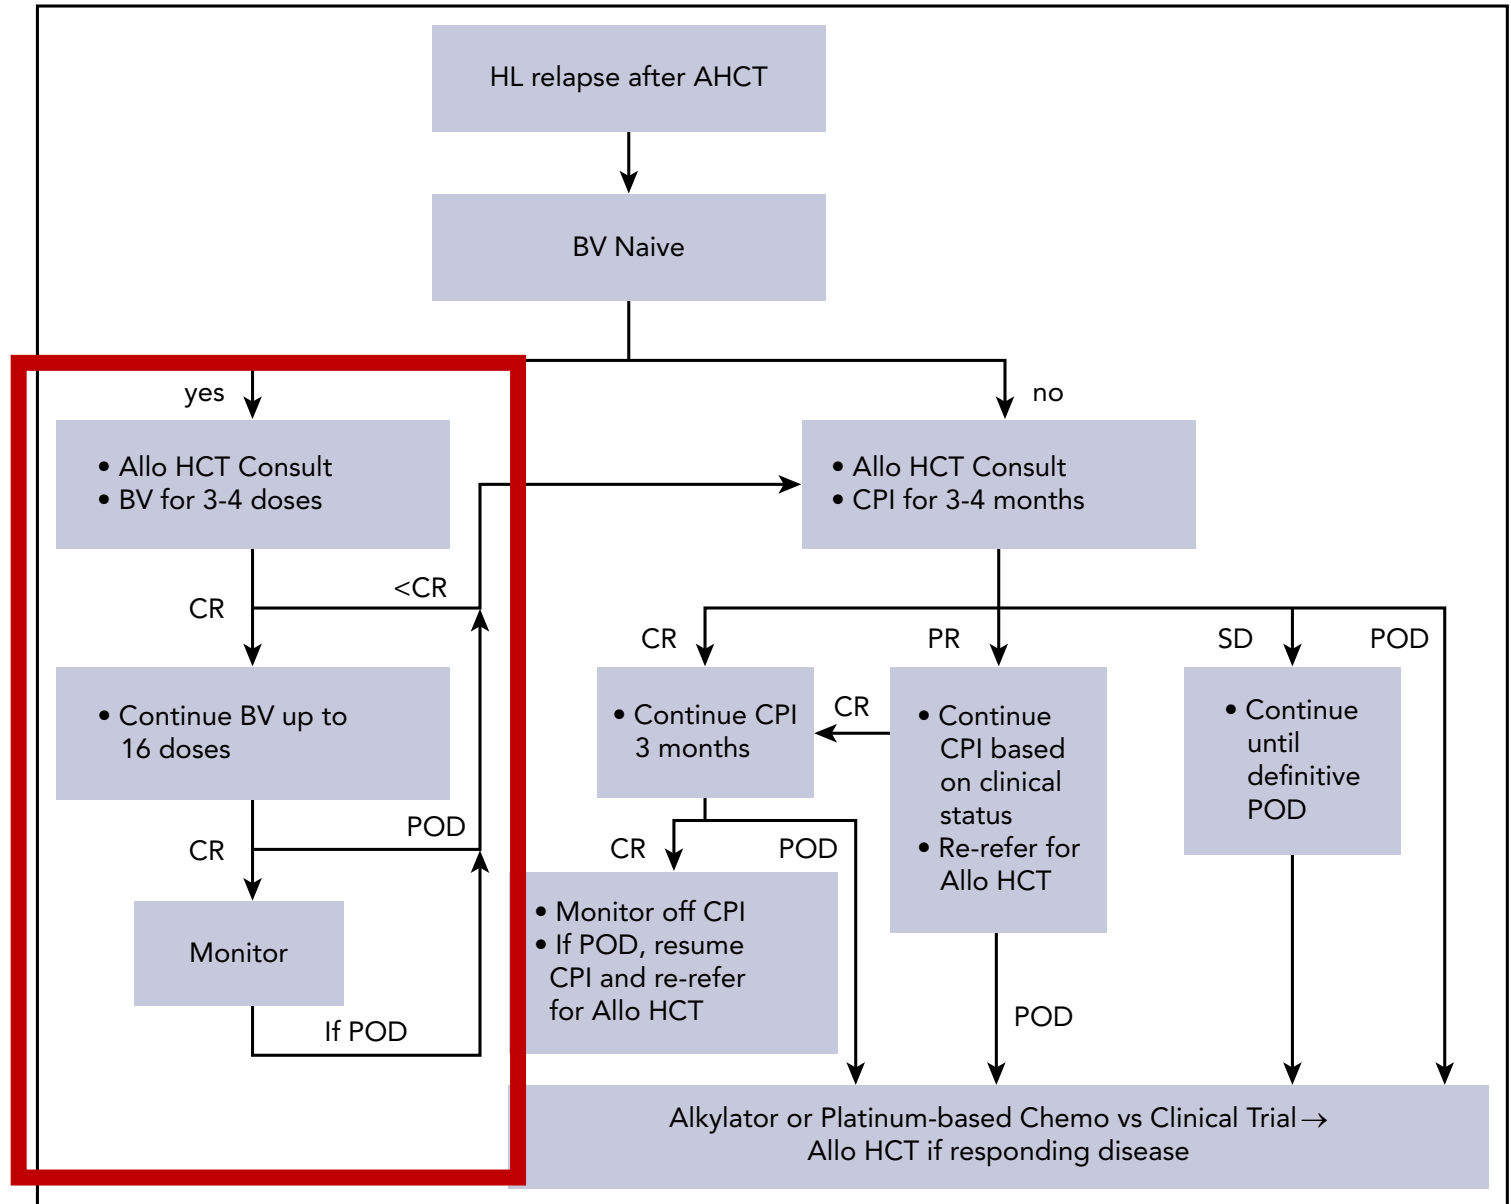 HL relapse after AHCT
BV Naive
yes
no
• Allo HCT Consult
• BV for 3-4 doses
• Allo HCT Consult
• CPI for 3-4 months
<CR
CR
CR
PR
SD
POD
• Continue BV up to
16 doses
• Continue CPI
3 months
CR
• Continue
CPI based
on clinical
status
• Re-refer for
Allo HCT
• Continue
until
definitive
POD
POD
CR
CR
POD
Monitor
• Monitor off CPI
• If POD, resume
CPI and re-refer
for Allo HCT
If POD
POD
Alkylator or Platinum-based Chemo vs Clinical Trial→
Allo HCT if responding disease